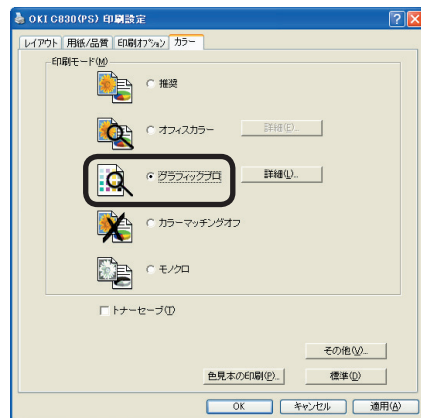 OKI C830(PS) 印刷設定
レイアウト 用紙/品質 印刷オプション カラー
印刷モード(M)
推奨
オフィスカラー 詳細(E)...
グラフィックプロ 詳細(L)...
カラーマッチングオフ
モノクロ
トナーセーブ(T)
その他(V)...
色見本の印刷(P)... 標準(D)
OK キャンセル 適用(A)